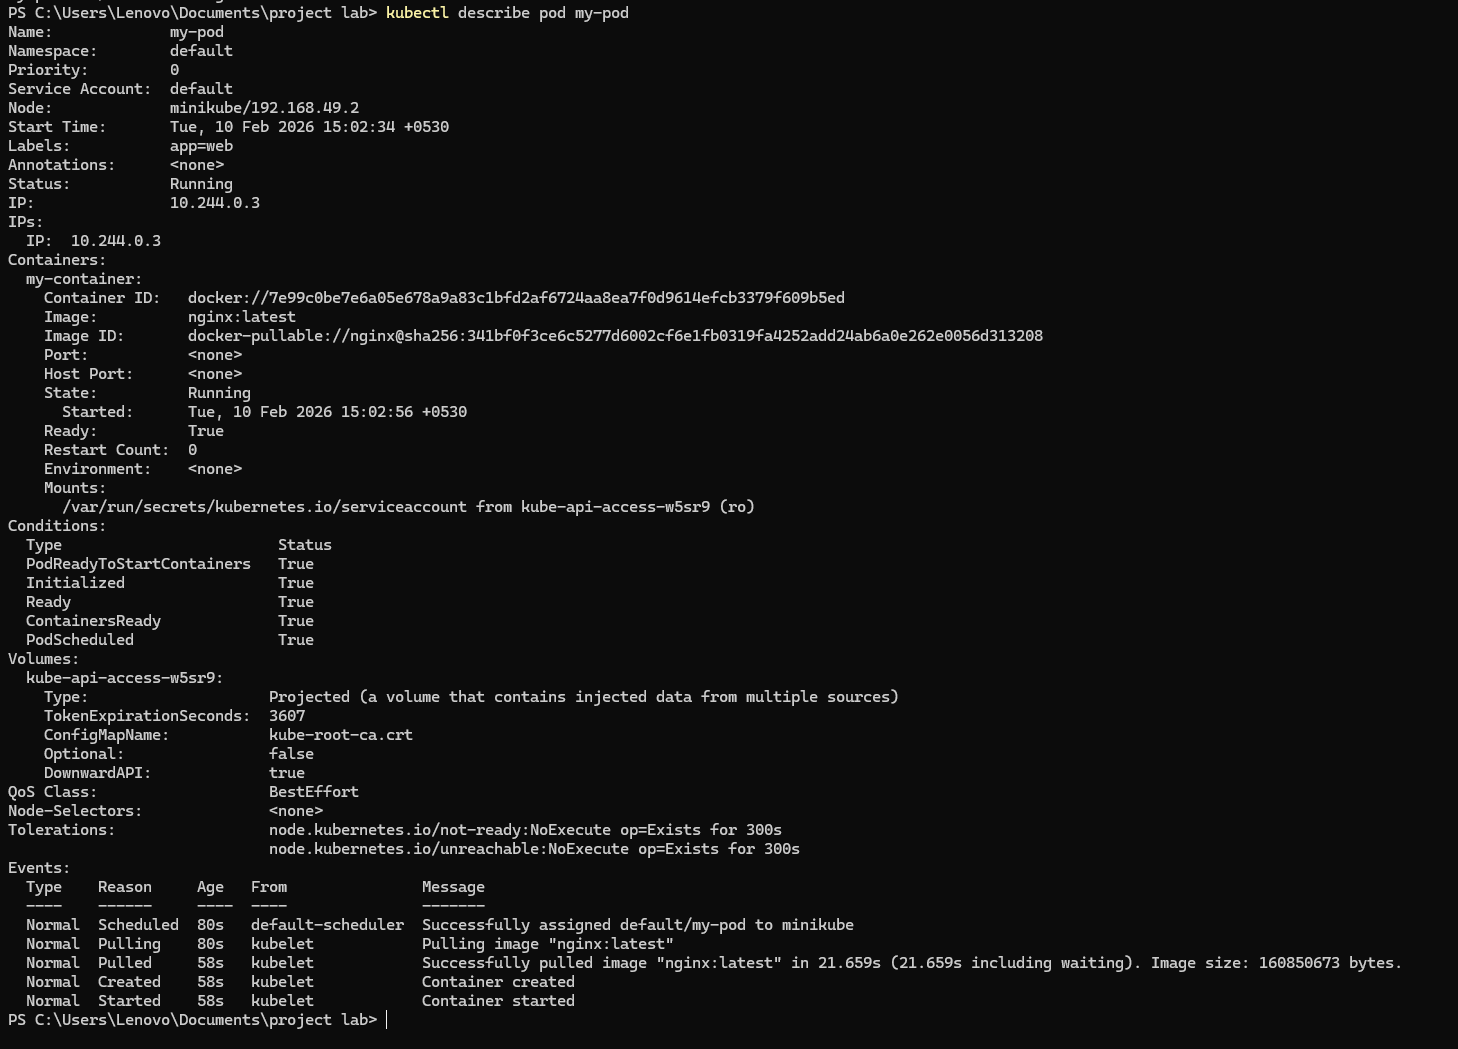 PS C:\Users\Lenovo\Documents\project lab> kubectl describe pod my-pod
Name:             my-pod
Namespace:        default
Priority:         0
Service Account:  default
Node:             minikube/192.168.49.2
Start Time:       Tue, 10 Feb 2026 15:02:34 +0530
Labels:           app=web
Annotations:      <none>
Status:           Running
IP:               10.244.0.3
IPs:
  IP:  10.244.0.3
Containers:
  my-container:
    Container ID:   docker://7e99c0be7e6a05e678a9a83c1bfd2af6724aa8ea7f0d9614efcb3379f609b5ed
    Image:          nginx:latest
    Image ID:       docker-pullable://nginx@sha256:341bf0f3ce6c5277d6002cf6e1fb0319fa4252add24ab6a0e262e0056d313208
    Port:           <none>
    Host Port:      <none>
    State:          Running
      Started:      Tue, 10 Feb 2026 15:02:56 +0530
    Ready:          True
    Restart Count:  0
    Environment:    <none>
    Mounts:
      /var/run/secrets/kubernetes.io/serviceaccount from kube-api-access-w5sr9 (ro)
Conditions:
  Type                        Status
  PodReadyToStartContainers   True
  Initialized                 True
  Ready                       True
  ContainersReady             True
  PodScheduled                True
Volumes:
  kube-api-access-w5sr9:
    Type:                    Projected (a volume that contains injected data from multiple sources)
    TokenExpirationSeconds:  3607
    ConfigMapName:           kube-root-ca.crt
    Optional:                false
    DownwardAPI:             true
QoS Class:                   BestEffort
Node-Selectors:              <none>
Tolerations:                 node.kubernetes.io/not-ready:NoExecute op=Exists for 300s
                             node.kubernetes.io/unreachable:NoExecute op=Exists for 300s
Events:
  Type    Reason     Age   From               Message
  ----    ------     ----  ----               -------
  Normal  Scheduled  80s   default-scheduler  Successfully assigned default/my-pod to minikube
  Normal  Pulling    80s   kubelet            Pulling image "nginx:latest"
  Normal  Pulled     58s   kubelet            Successfully pulled image "nginx:latest" in 21.659s (21.659s including waiting). Image size: 160850673 bytes.
  Normal  Created    58s   kubelet            Container created
  Normal  Started    58s   kubelet            Container started
PS C:\Users\Lenovo\Documents\project lab>